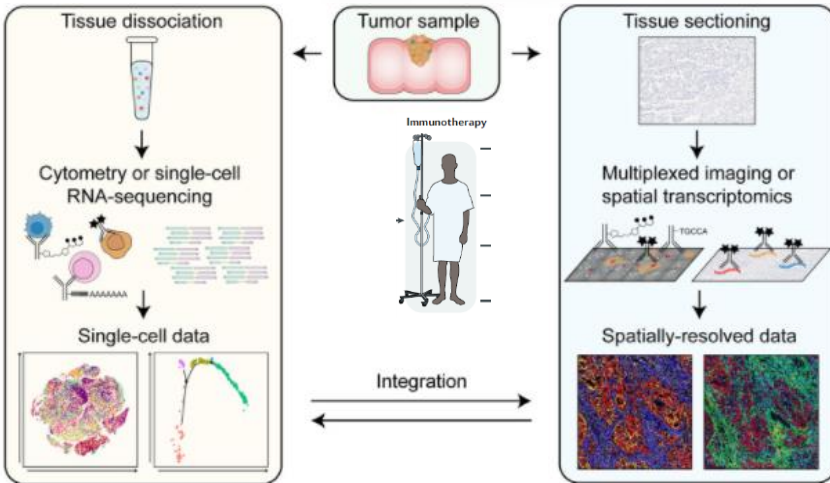 Tissue dissociation
Cytometry or single-cell
RNA-sequencing
AAAAAAA
Single-cell data
Tumor sample
Immunotherapy
Integration
Tissue sectioning
Multiplexed imaging or
spatial transcriptomics
TGCCA
Spatially-resolved data